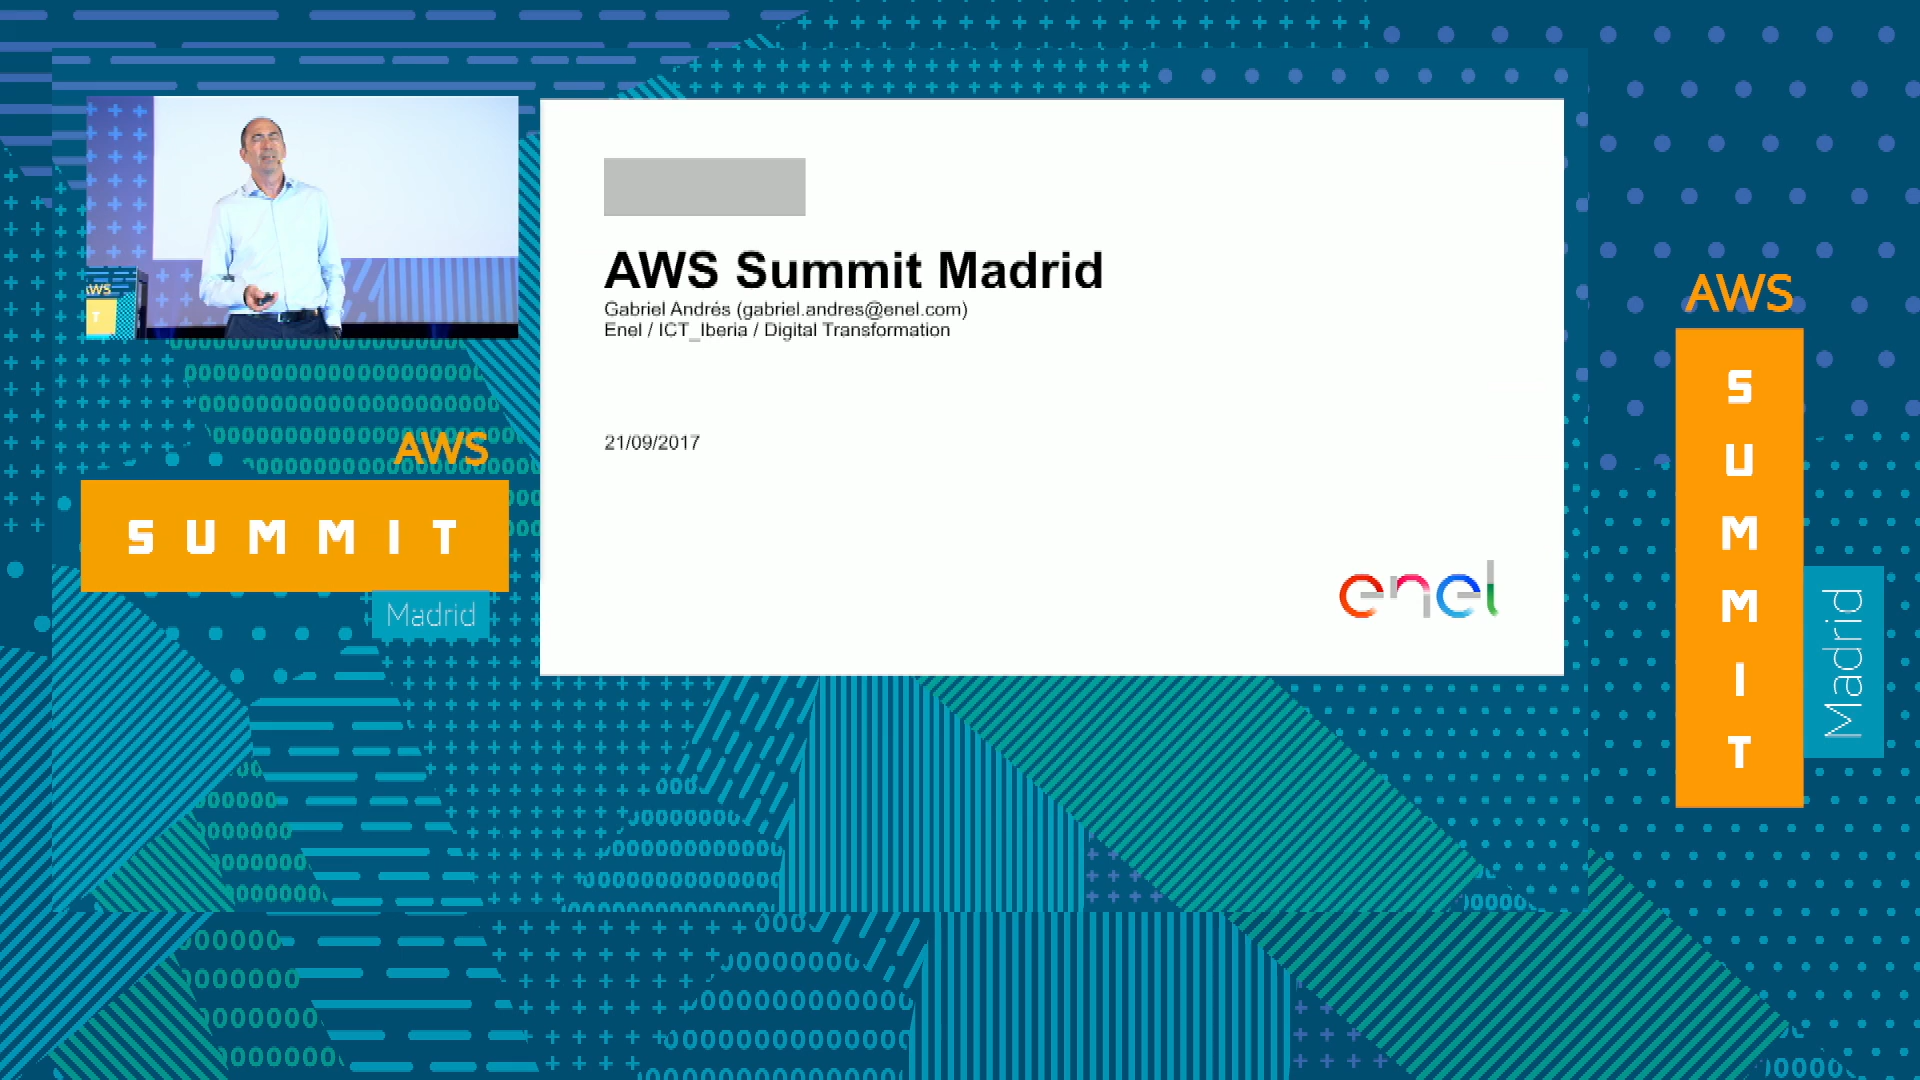 AWS
T
AWS
SUMMIT
Madrid
AWS Summit Madrid
Gabriel Andrés (gabriel.andres@enel.com)
Enel / ICT_Iberia / Digital Transformation
21/09/2017
enel
AWS
SUMMIT
Madrid